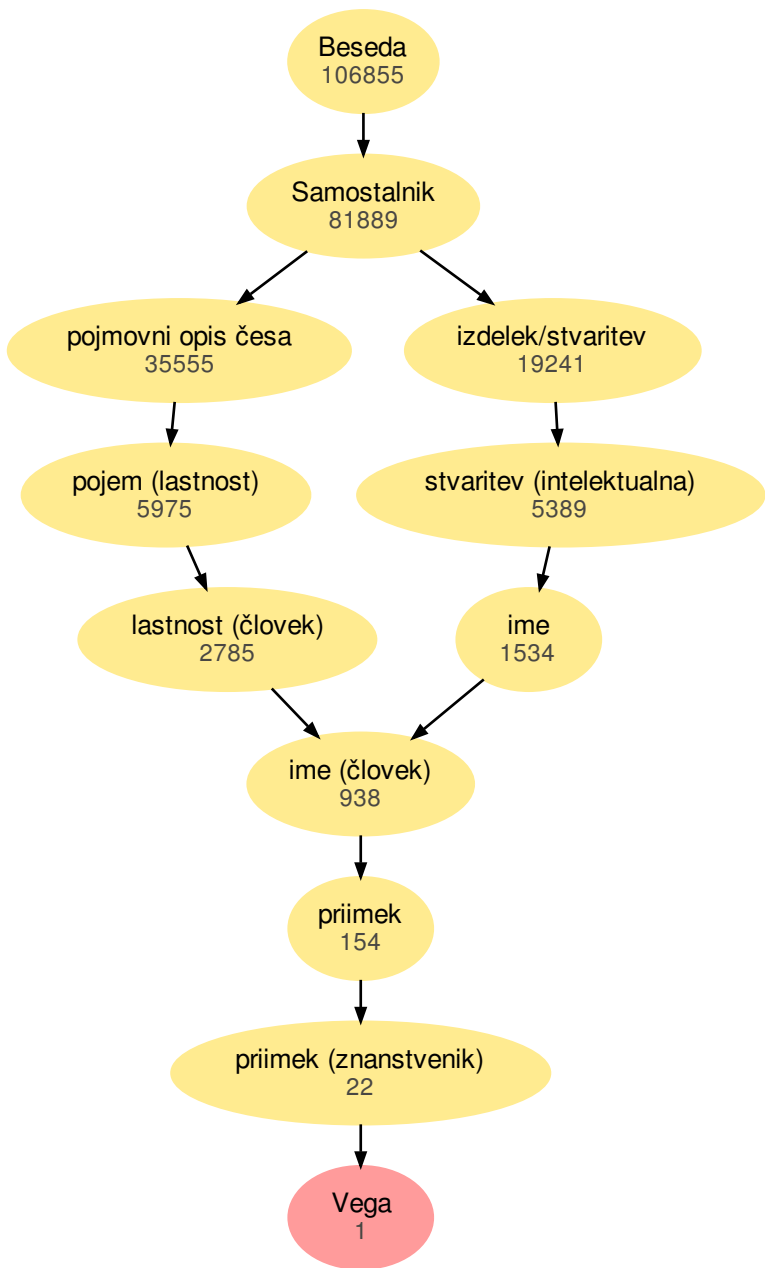 Beseda
106855
Samostalnik
81889
pojmovni opis česa
35555
izdelek/stvaritev
19241
pojem (lastnost)
5975
stvaritev (intelektualna)
5389
lastnost (človek)
2785
ime
1534
ime (človek)
938
priimek
154
priimek (znanstvenik)
22
Vega
1